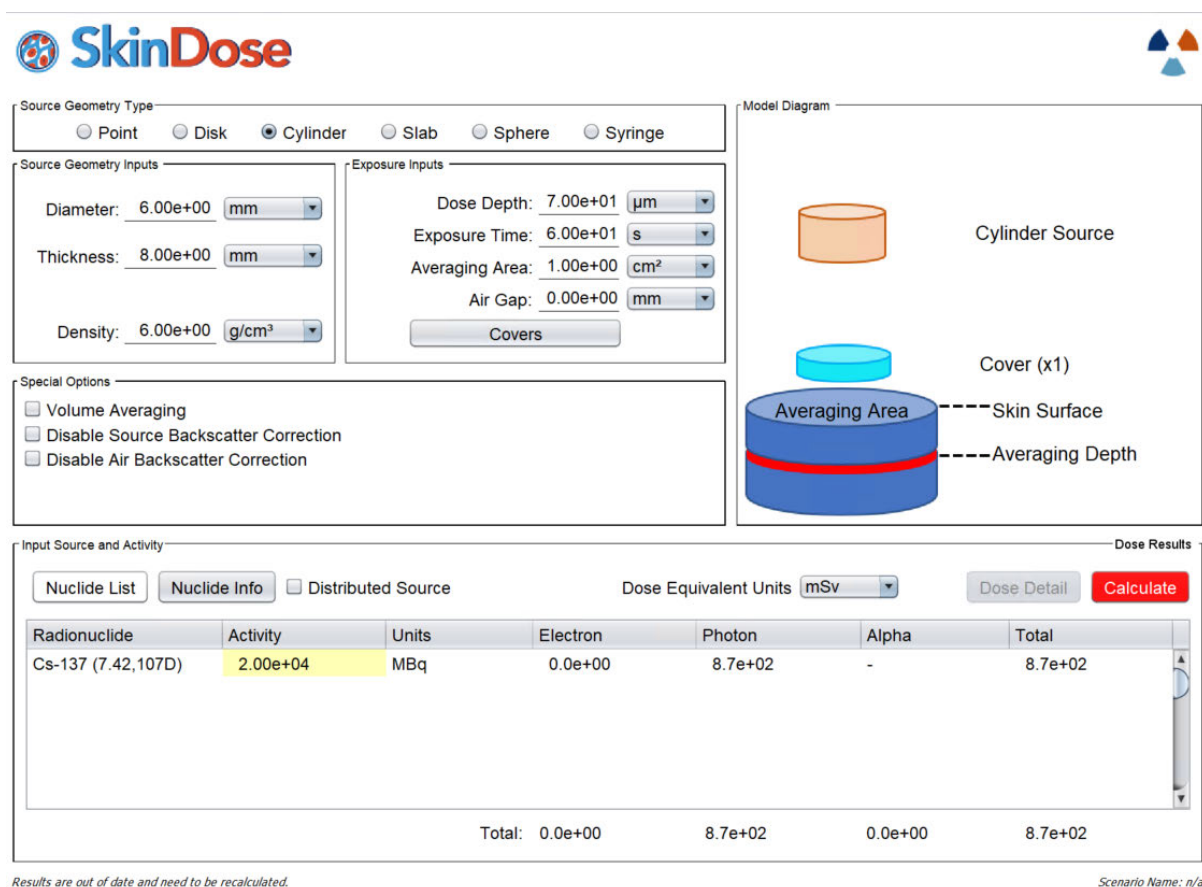 SkinDose
Source Geometry Type
Point Disk Cylinder Slab Sphere Syringe
Source Geometry Inputs
Diameter: 6.00e+00 mm
Thickness: 8.00e+00 mm
Density: 6.00e+00 g/cm³
Exposure Inputs
Dose Depth: 7.00e+01 µm
Exposure Time: 6.00e+01 s
Averaging Area: 1.00e+00 cm²
Air Gap: 0.00e+00 mm
Covers
Special Options
Volume Averaging
Disable Source Backscatter Correction
Disable Air Backscatter Correction
Model Diagram
Cylinder Source
Cover (x1)
Averaging Area
Skin Surface
Averaging Depth
Input Source and Activity
Dose Results
Nuclide List Nuclide Info Distributed Source Dose Equivalent Units mSv Dose Detail Calculate
Radionuclide Activity Units Electron Photon Alpha Total
Cs-137 (7.42,107D) 2.00e+04 MBq 0.0e+00 8.7e+02 - 8.7e+02
Total: 0.0e+00 8.7e+02 0.0e+00 8.7e+02
Results are out of date and need to be recalculated.
Scenario Name: n/a